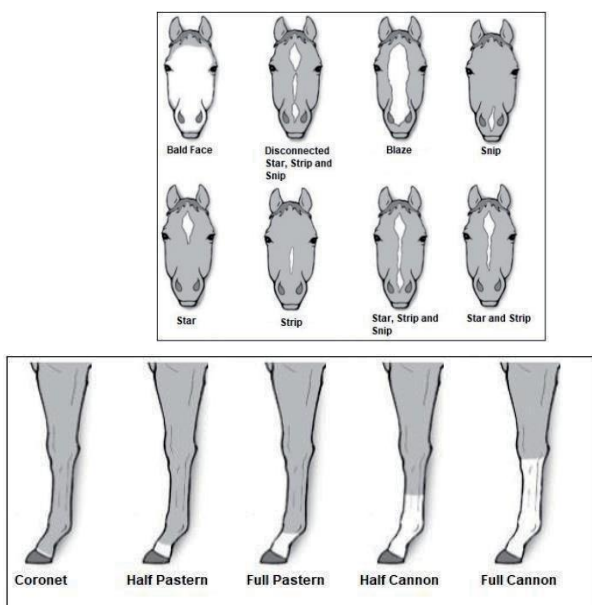 Bald Face
Disconnected
Star, Strip and
Snip
Blaze
Snip
Star
Strip
Star, Strip and
Snip
Star and Strip
Coronet
Half Pastern
Full Pastern
Half Cannon
Full Cannon